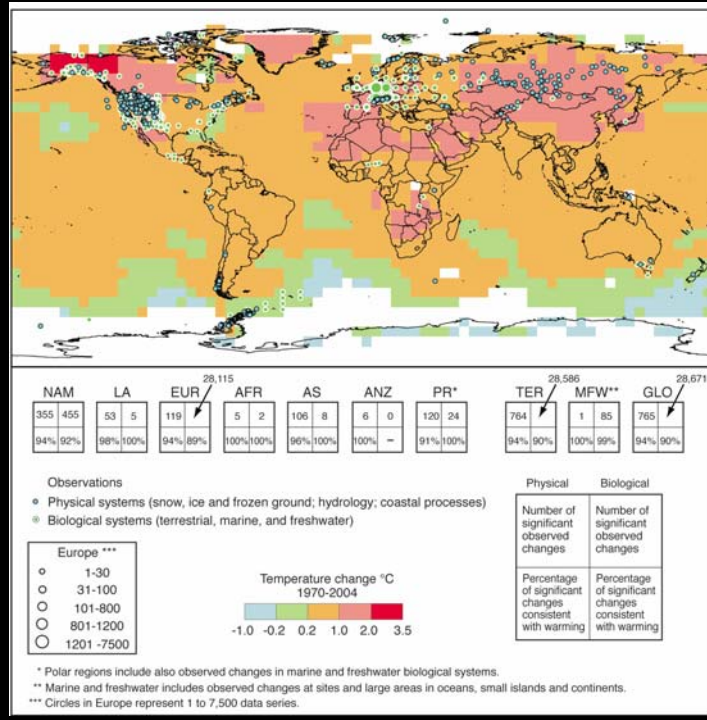 28,115
28,586
28,671
NAM LA EUR AFR AS ANZ PR* TER MFW** GLO
355 455 53 5 119 5 2 106 8 6 0 120 24 764 1 85 765
94% 92% 98% 100% 94% 89% 100% 100% 96% 100% 100% – 91% 100% 94% 90% 100% 99% 94% 90%
Observations
Physical systems (snow, ice and frozen ground; hydrology; coastal processes)
Biological systems (terrestrial, marine, and freshwater)
Europe ***
1-30
31-100
101-800
801-1200
1201 -7500
Temperature change °C
1970-2004
-1.0 -0.2 0.2 1.0 2.0 3.5
Physical Biological
Number of
significant
observed
changes
Number of
significant
observed
changes
Percentage
of significant
changes
consistent
with warming
Percentage
of significant
changes
consistent
with warming
* Polar regions include also observed changes in marine and freshwater biological systems.
** Marine and freshwater includes observed changes at sites and large areas in oceans, small islands and continents.
*** Circles in Europe represent 1 to 7,500 data series.